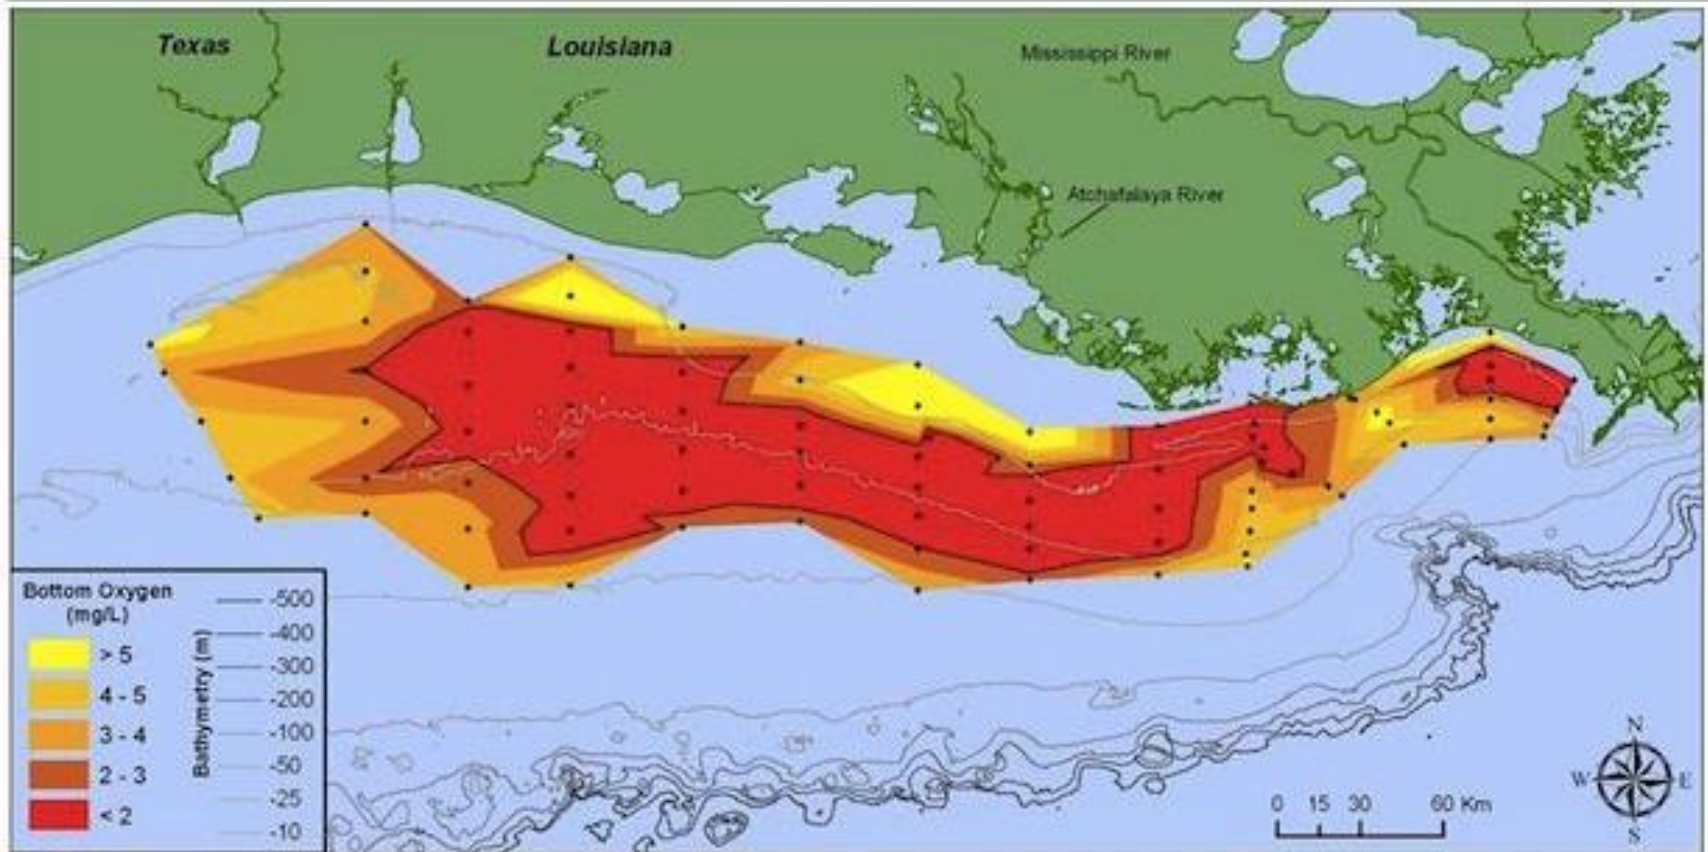 Texas
Louisiana
Mississippi River
Atchafalaya River
Bottom Oxygen
(mg/L)
> 5
4 - 5
3 - 4
2 - 3
< 2
Bathymetry (m)
-500
-400
-300
-200
-100
-50
-25
-10
0 15 30 60 Km
N
W E
S